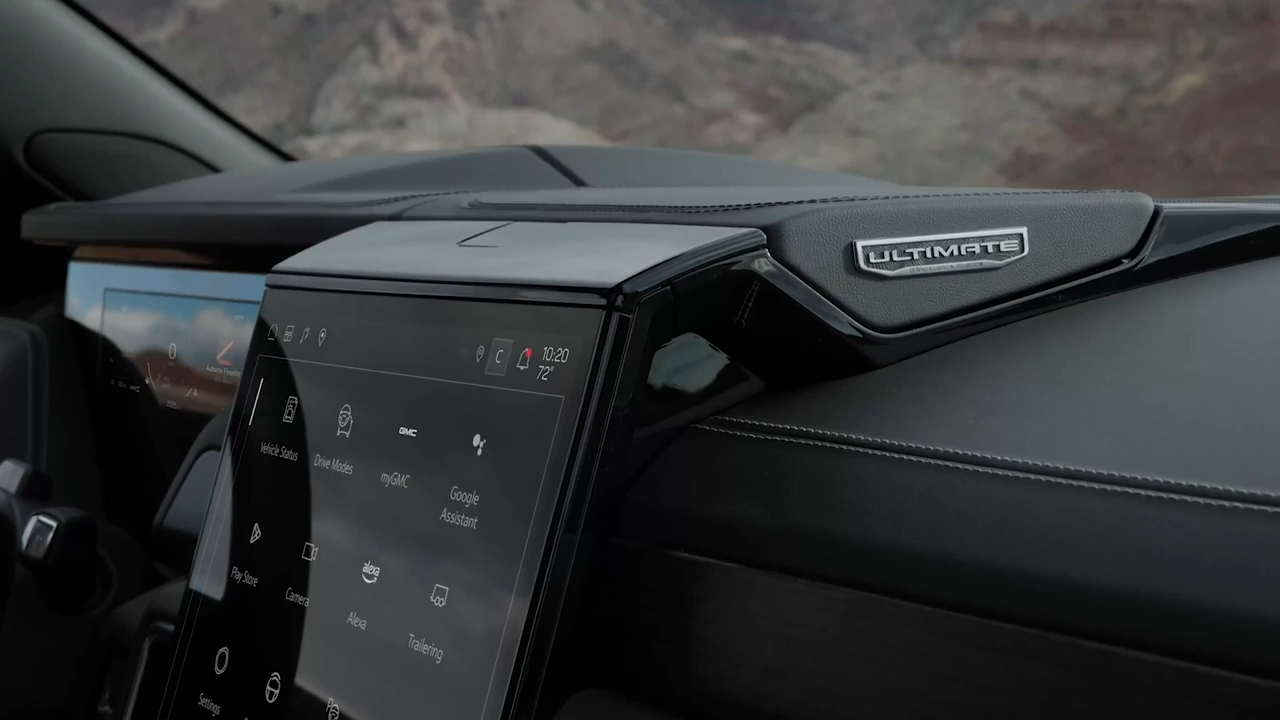 ULTIMATE
C
10:20
72°
Vehicle Status
Drive Modes
GMC
myGMC
Google
Assistant
Play Store
Camera
alexa
Alexa
Trailering
Settings
0